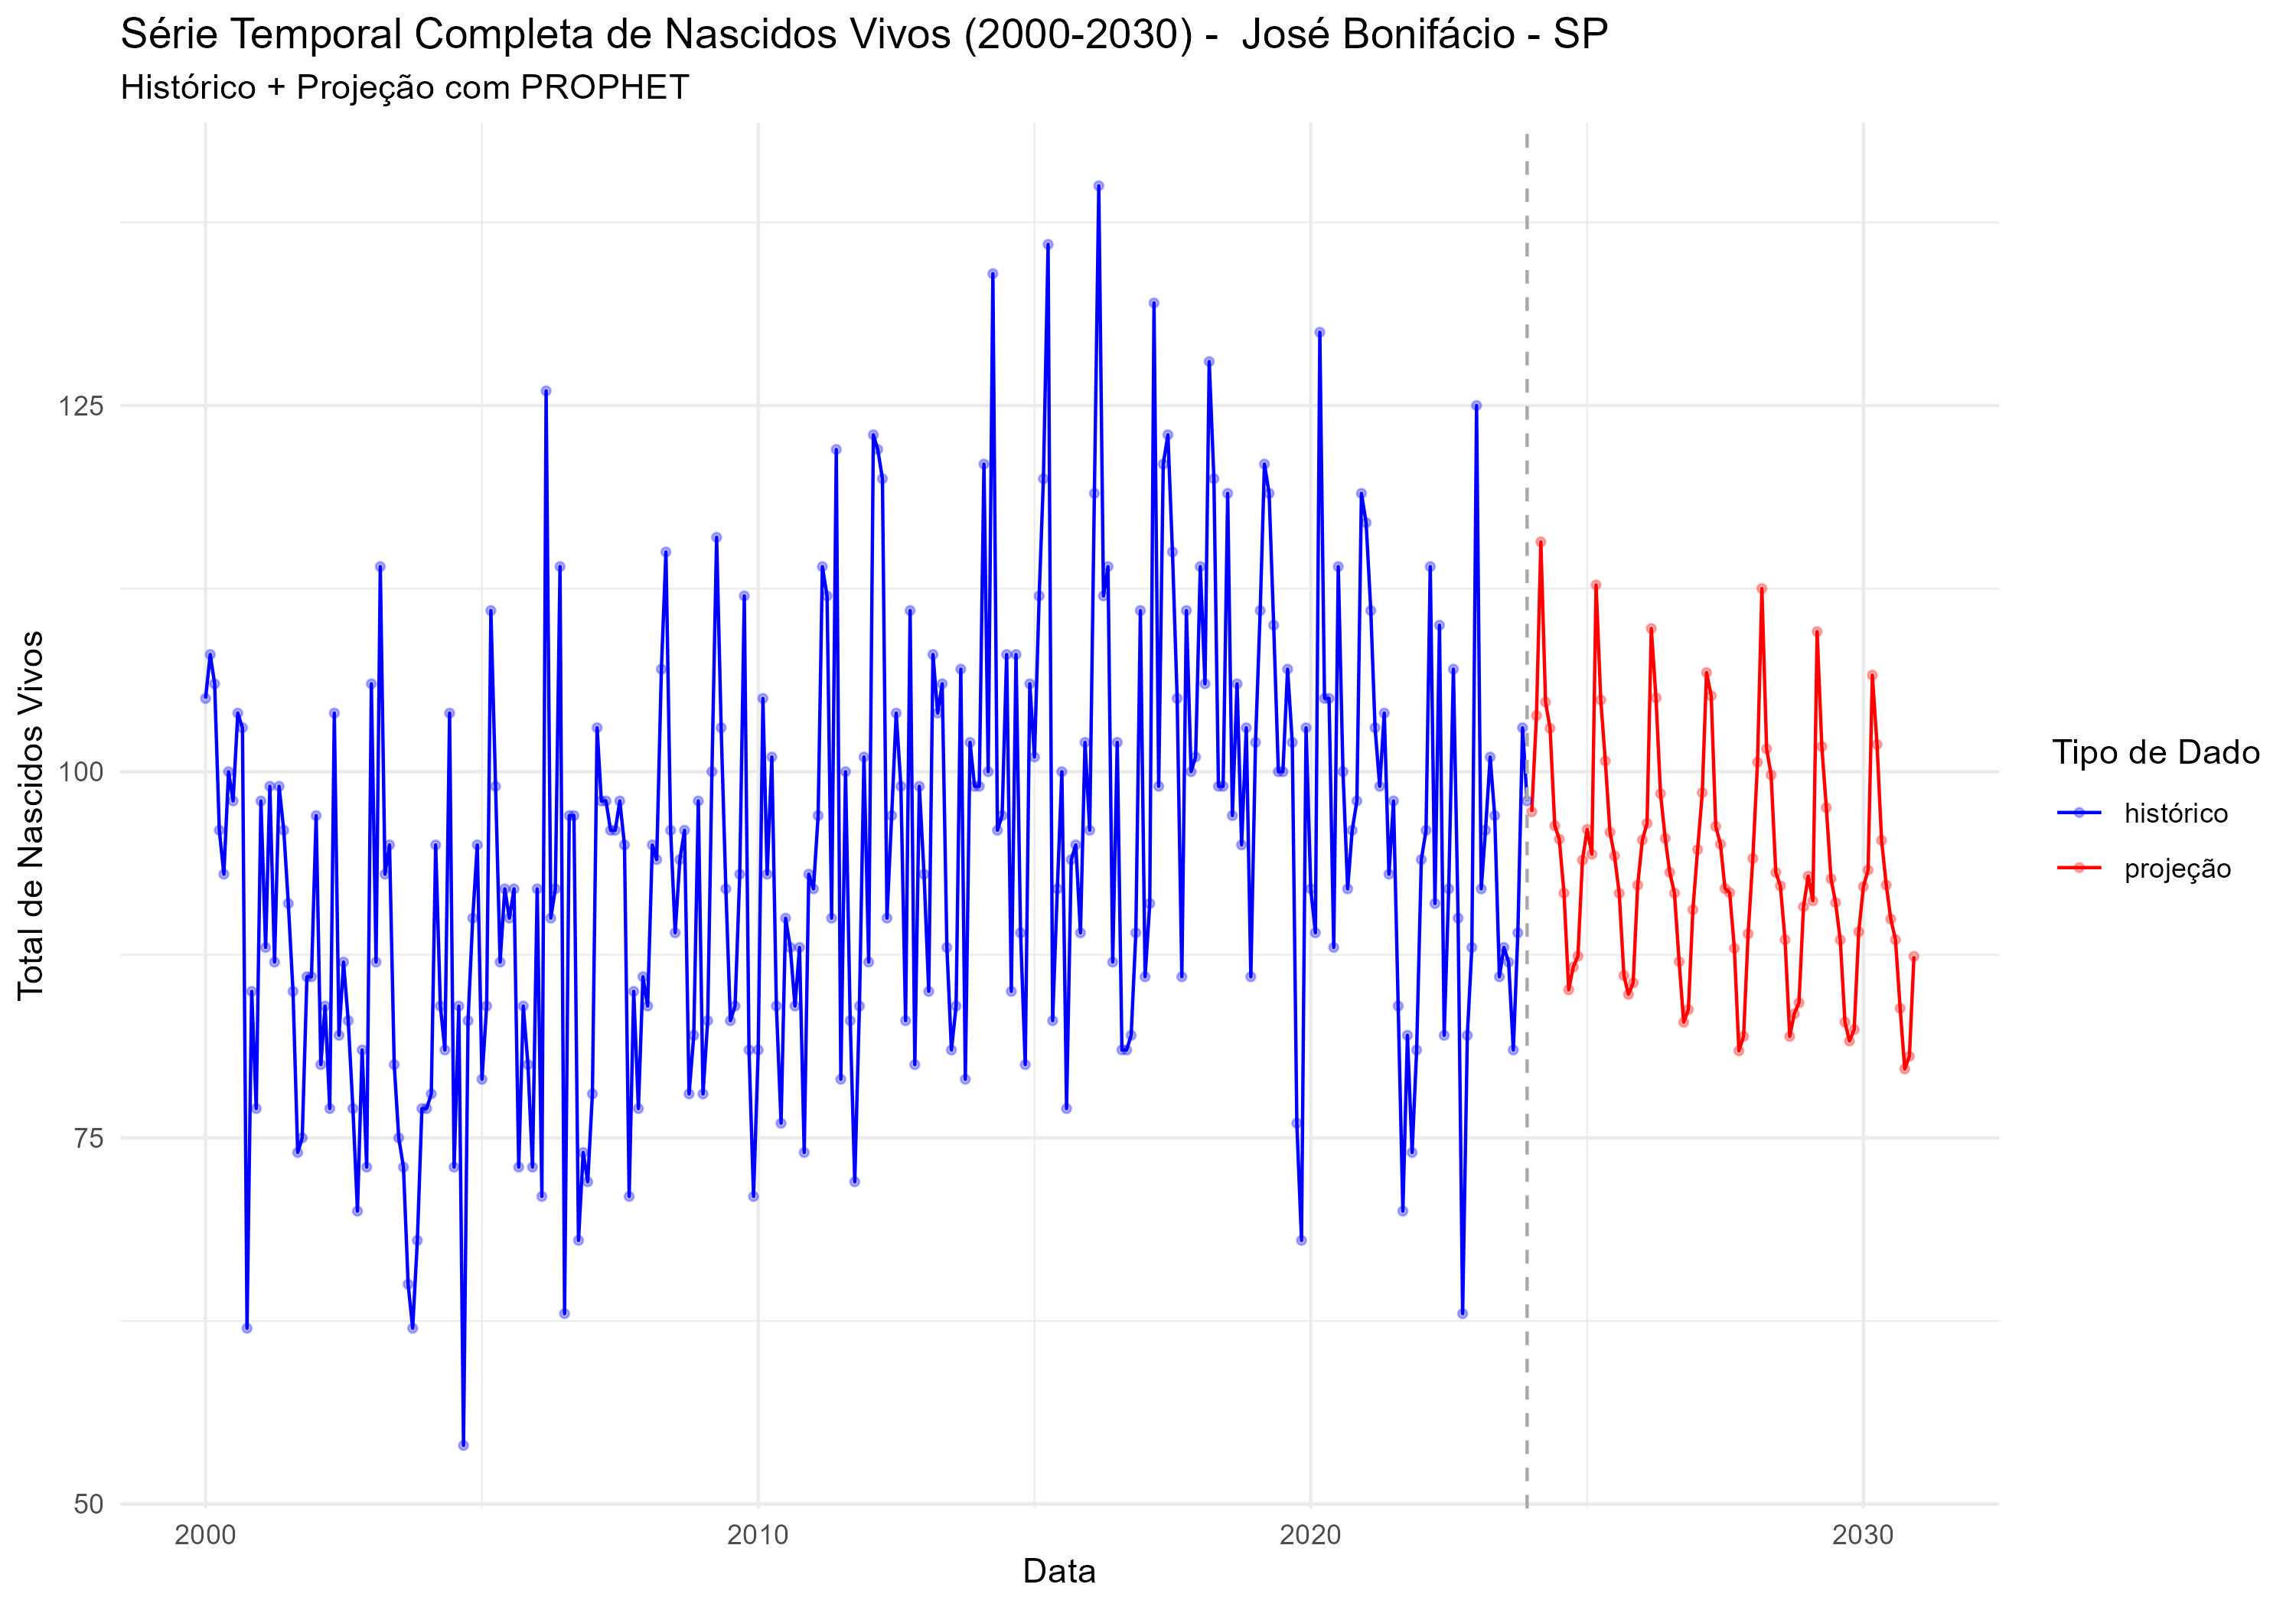 Série Temporal Completa de Nascidos Vivos (2000-2030) -  José Bonifácio - SP
Histórico + Projeção com PROPHET
Total de Nascidos Vivos
125
100
75
50
2000
2010
2020
2030
Data
Tipo de Dado
histórico
projeção